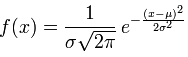 f(x) = \frac{1}{\sigma\sqrt{2\pi}} e^{-\frac{(x-\mu)^2}{2\sigma^2}}